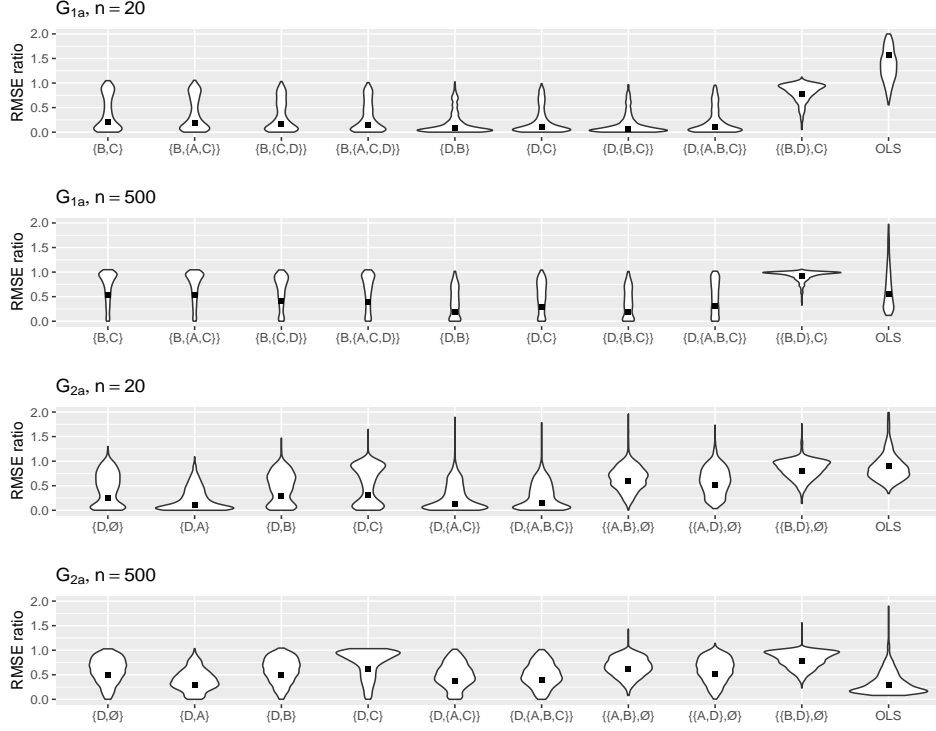 G1a, n = 20
RMSE ratio
2.0
1.5
1.0
0.5
0.0
{B,C} {B,{A,C}} {B,{C,D}} {B,{A,C,D}} {D,B} {D,C} {D,{B,C}} {D,{A,B,C}} {{B,D},C} OLS
G1a, n = 500
RMSE ratio
2.0
1.5
1.0
0.5
0.0
{B,C} {B,{A,C}} {B,{C,D}} {B,{A,C,D}} {D,B} {D,C} {D,{B,C}} {D,{A,B,C}} {{B,D},C} OLS
G2a, n = 20
RMSE ratio
2.0
1.5
1.0
0.5
0.0
{D,Ø} {D,A} {D,B} {D,C} {D,{A,C}} {D,{A,B,C}} {{A,B},Ø} {{A,D},Ø} {{B,D},Ø} OLS
G2a, n = 500
RMSE ratio
2.0
1.5
1.0
0.5
0.0
{D,Ø} {D,A} {D,B} {D,C} {D,{A,C}} {D,{A,B,C}} {{A,B},Ø} {{A,D},Ø} {{B,D},Ø} OLS